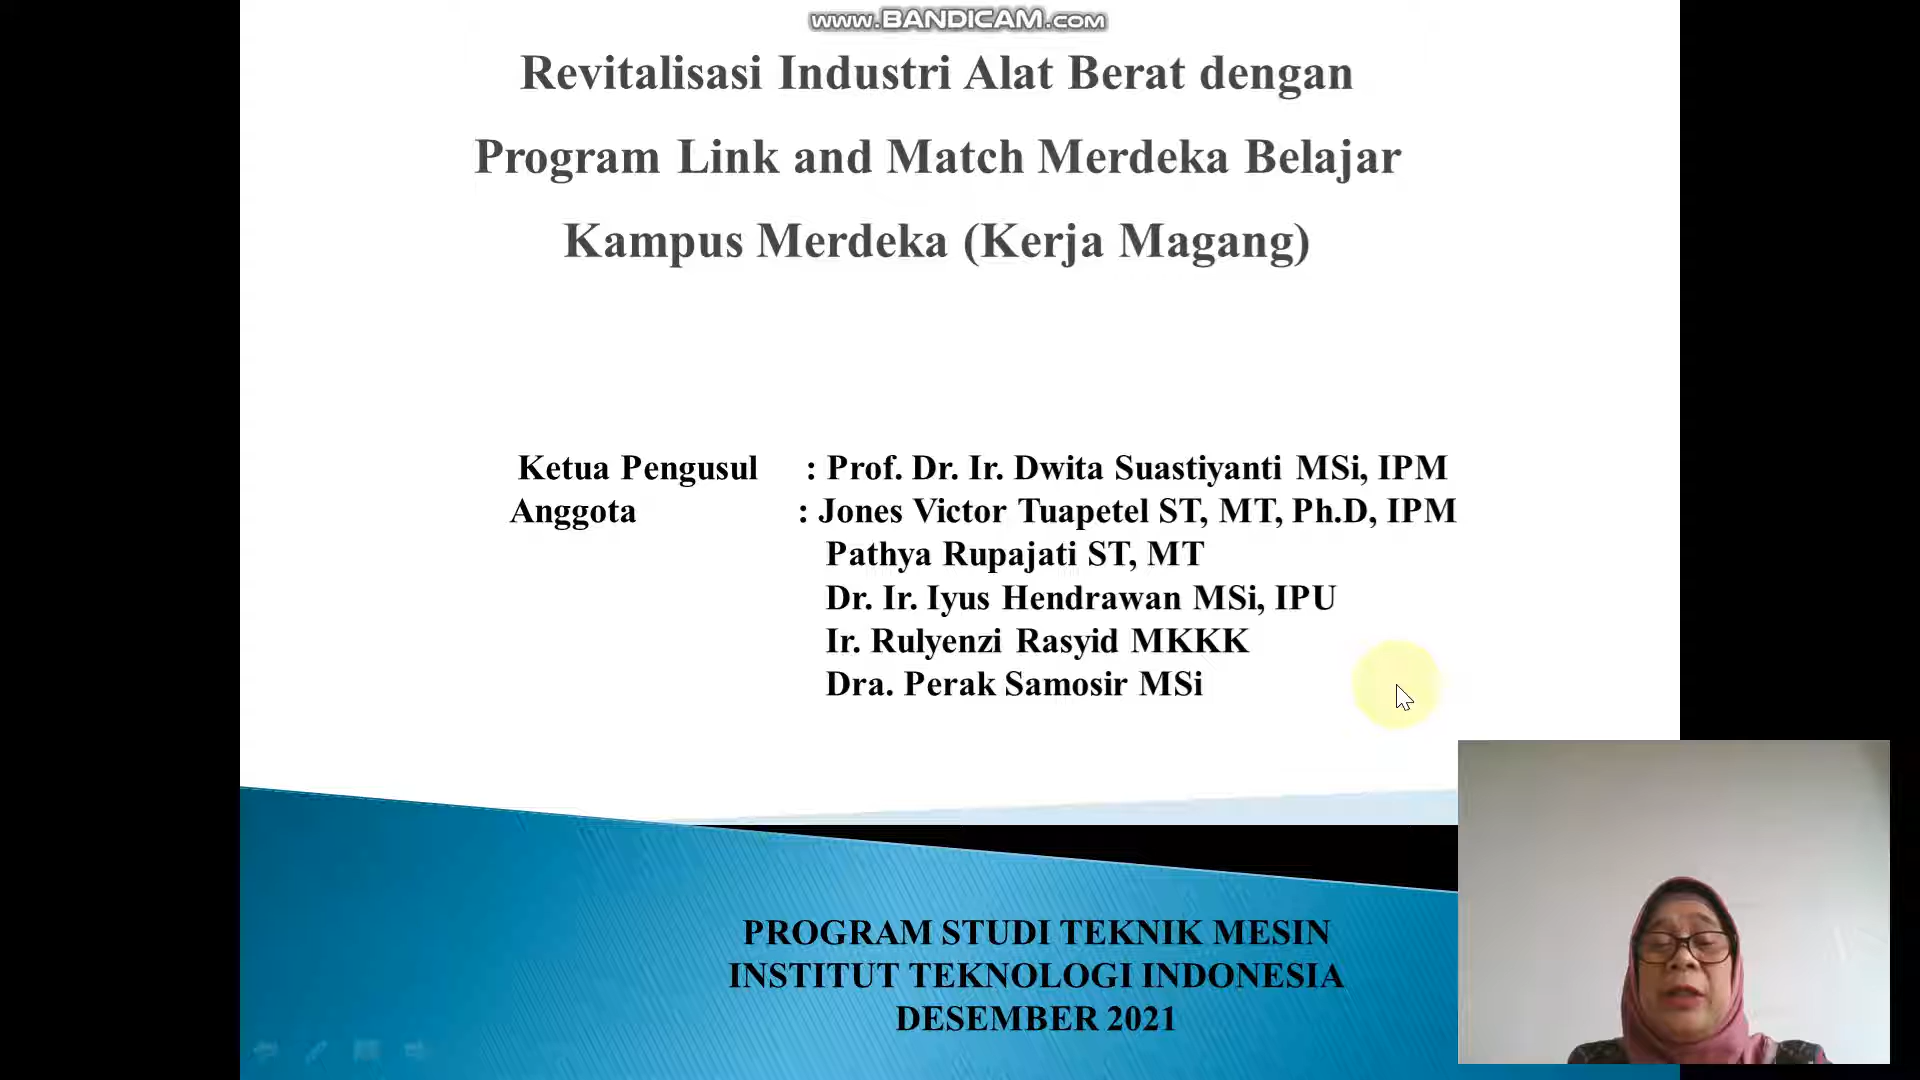 www.BANDICAM.com
Revitalisasi Industri Alat Berat dengan
Program Link and Match Merdeka Belajar
Kampus Merdeka (Kerja Magang)
Ketua Pengusul : Prof. Dr. Ir. Dwita Suastiyanti MSi, IPM
Anggota : Jones Victor Tuapetel ST, MT, Ph.D, IPM
Pathya Rupajati ST, MT
Dr. Ir. Iyus Hendrawan MSi, IPU
Ir. Rulyenzi Rasyid MKKK
Dra. Perak Samosir MSi
PROGRAM STUDI TEKNIK MESIN
INSTITUT TEKNOLOGI INDONESIA
DESEMBER 2021